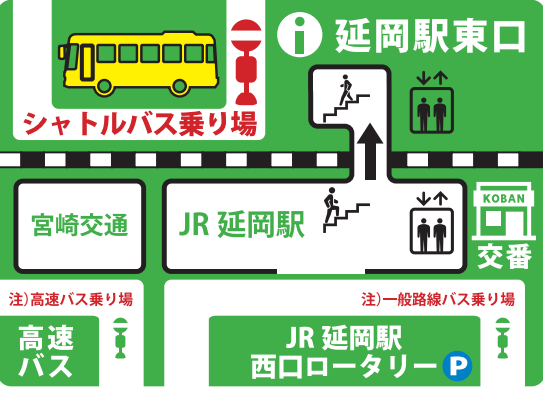 延岡駅東口
シャトルバス乗り場
宮崎交通
JR 延岡駅
KOBAN
交番
注）高速バス乗り場
注）一般路線バス乗り場
高速
バス
JR 延岡駅
西口ロータリー P